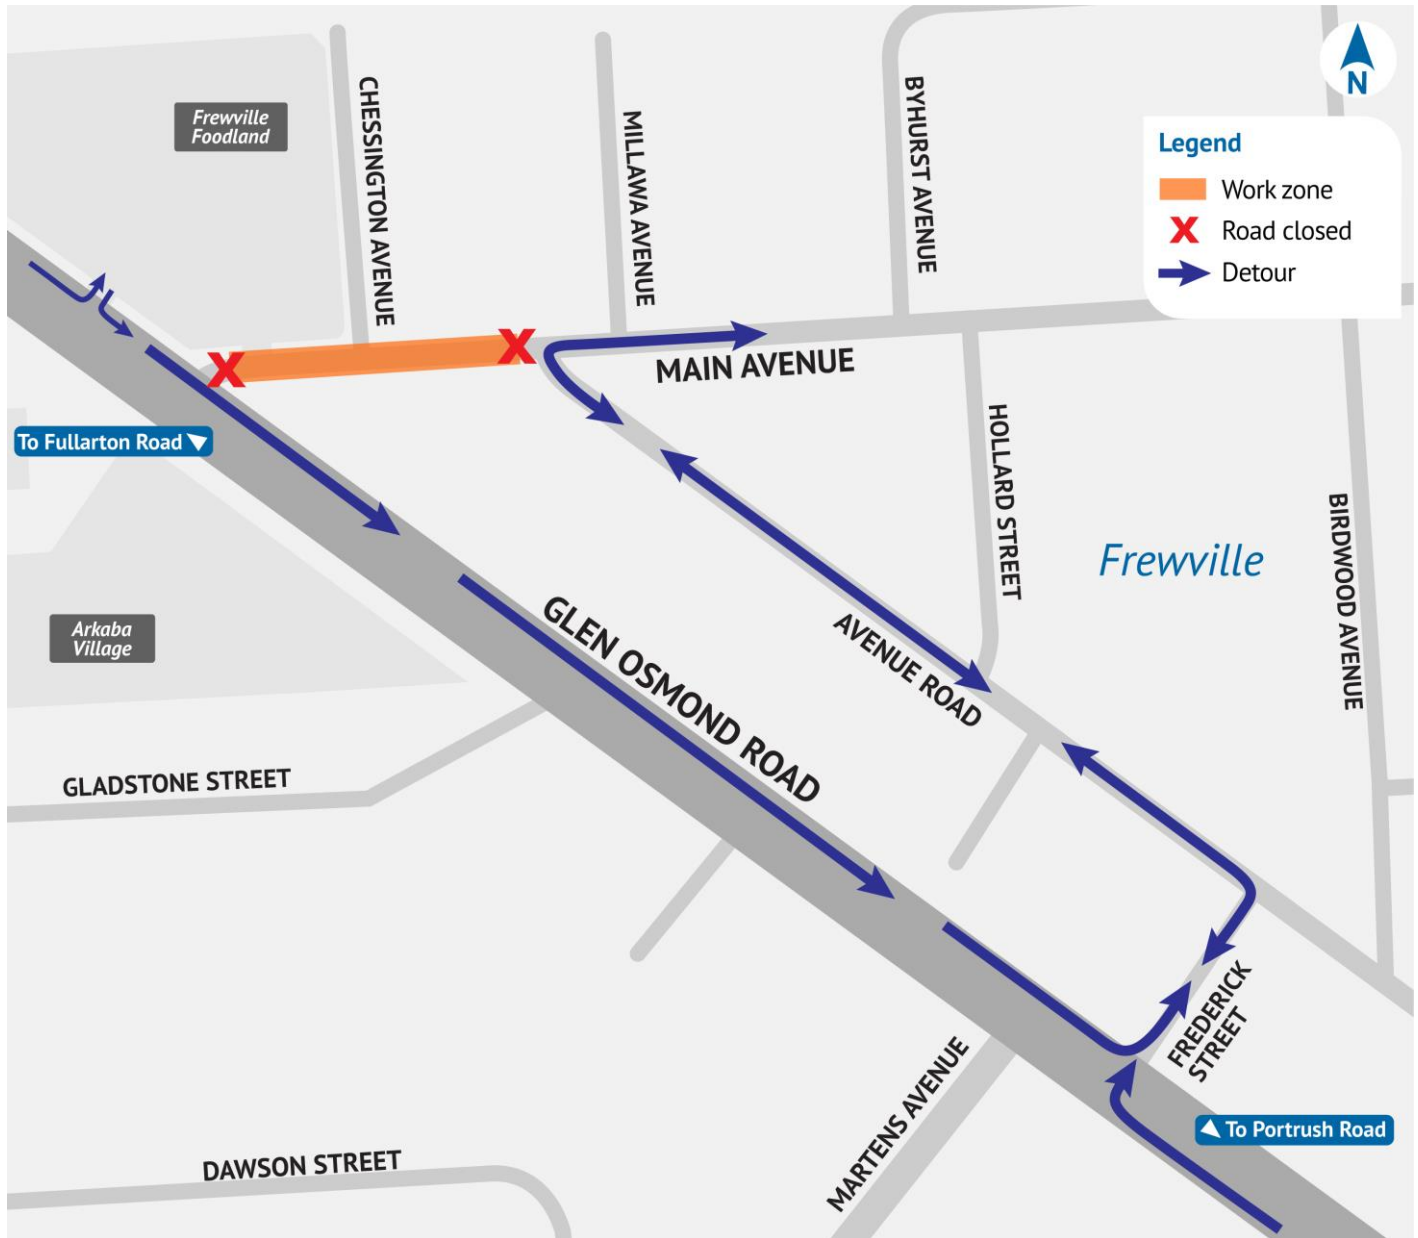 N
Legend
Work zone
Road closed
Detour
Frewville
Foodland
CHESSINGTON AVENUE
MILLAWA AVENUE
BYHURST AVENUE
MAIN AVENUE
To Fullarton Road
HOLLARD STREET
BIRDWOOD AVENUE
Frewville
Arkaba
Village
GLEN OSMOND ROAD
AVENUE ROAD
GLADSTONE STREET
FREDERICK
STREET
MARTENS AVENUE
To Portrush Road
DAWSON STREET